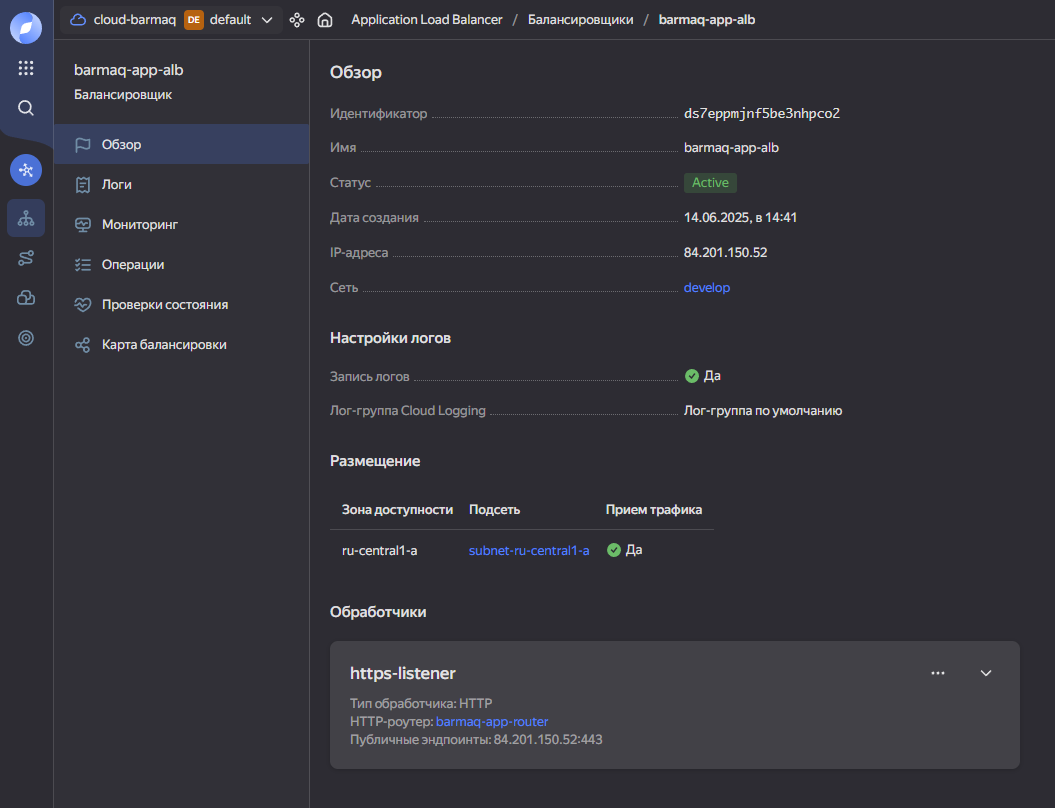 cloud-barmaq DE default Application Load Balancer / Балансировщики / barmaq-app-alb
barmaq-app-alb
Балансировщик
Обзор
Логи
Мониторинг
Операции
Проверки состояния
Карта балансировки
Обзор
Идентификатор ds7eppmjnf5be3nhpco2
Имя barmaq-app-alb
Статус Active
Дата создания 14.06.2025, в 14:41
IP-адреса 84.201.150.52
Сеть develop
Настройки логов
Запись логов Да
Лог-группа Cloud Logging Лог-группа по умолчанию
Размещение
Зона доступности Подсеть Прием трафика
ru-central1-a subnet-ru-central1-a Да
Обработчики
https-listener
Тип обработчика: HTTP
HTTP-роутер: barmaq-app-router
Публичные эндпоинты: 84.201.150.52:443